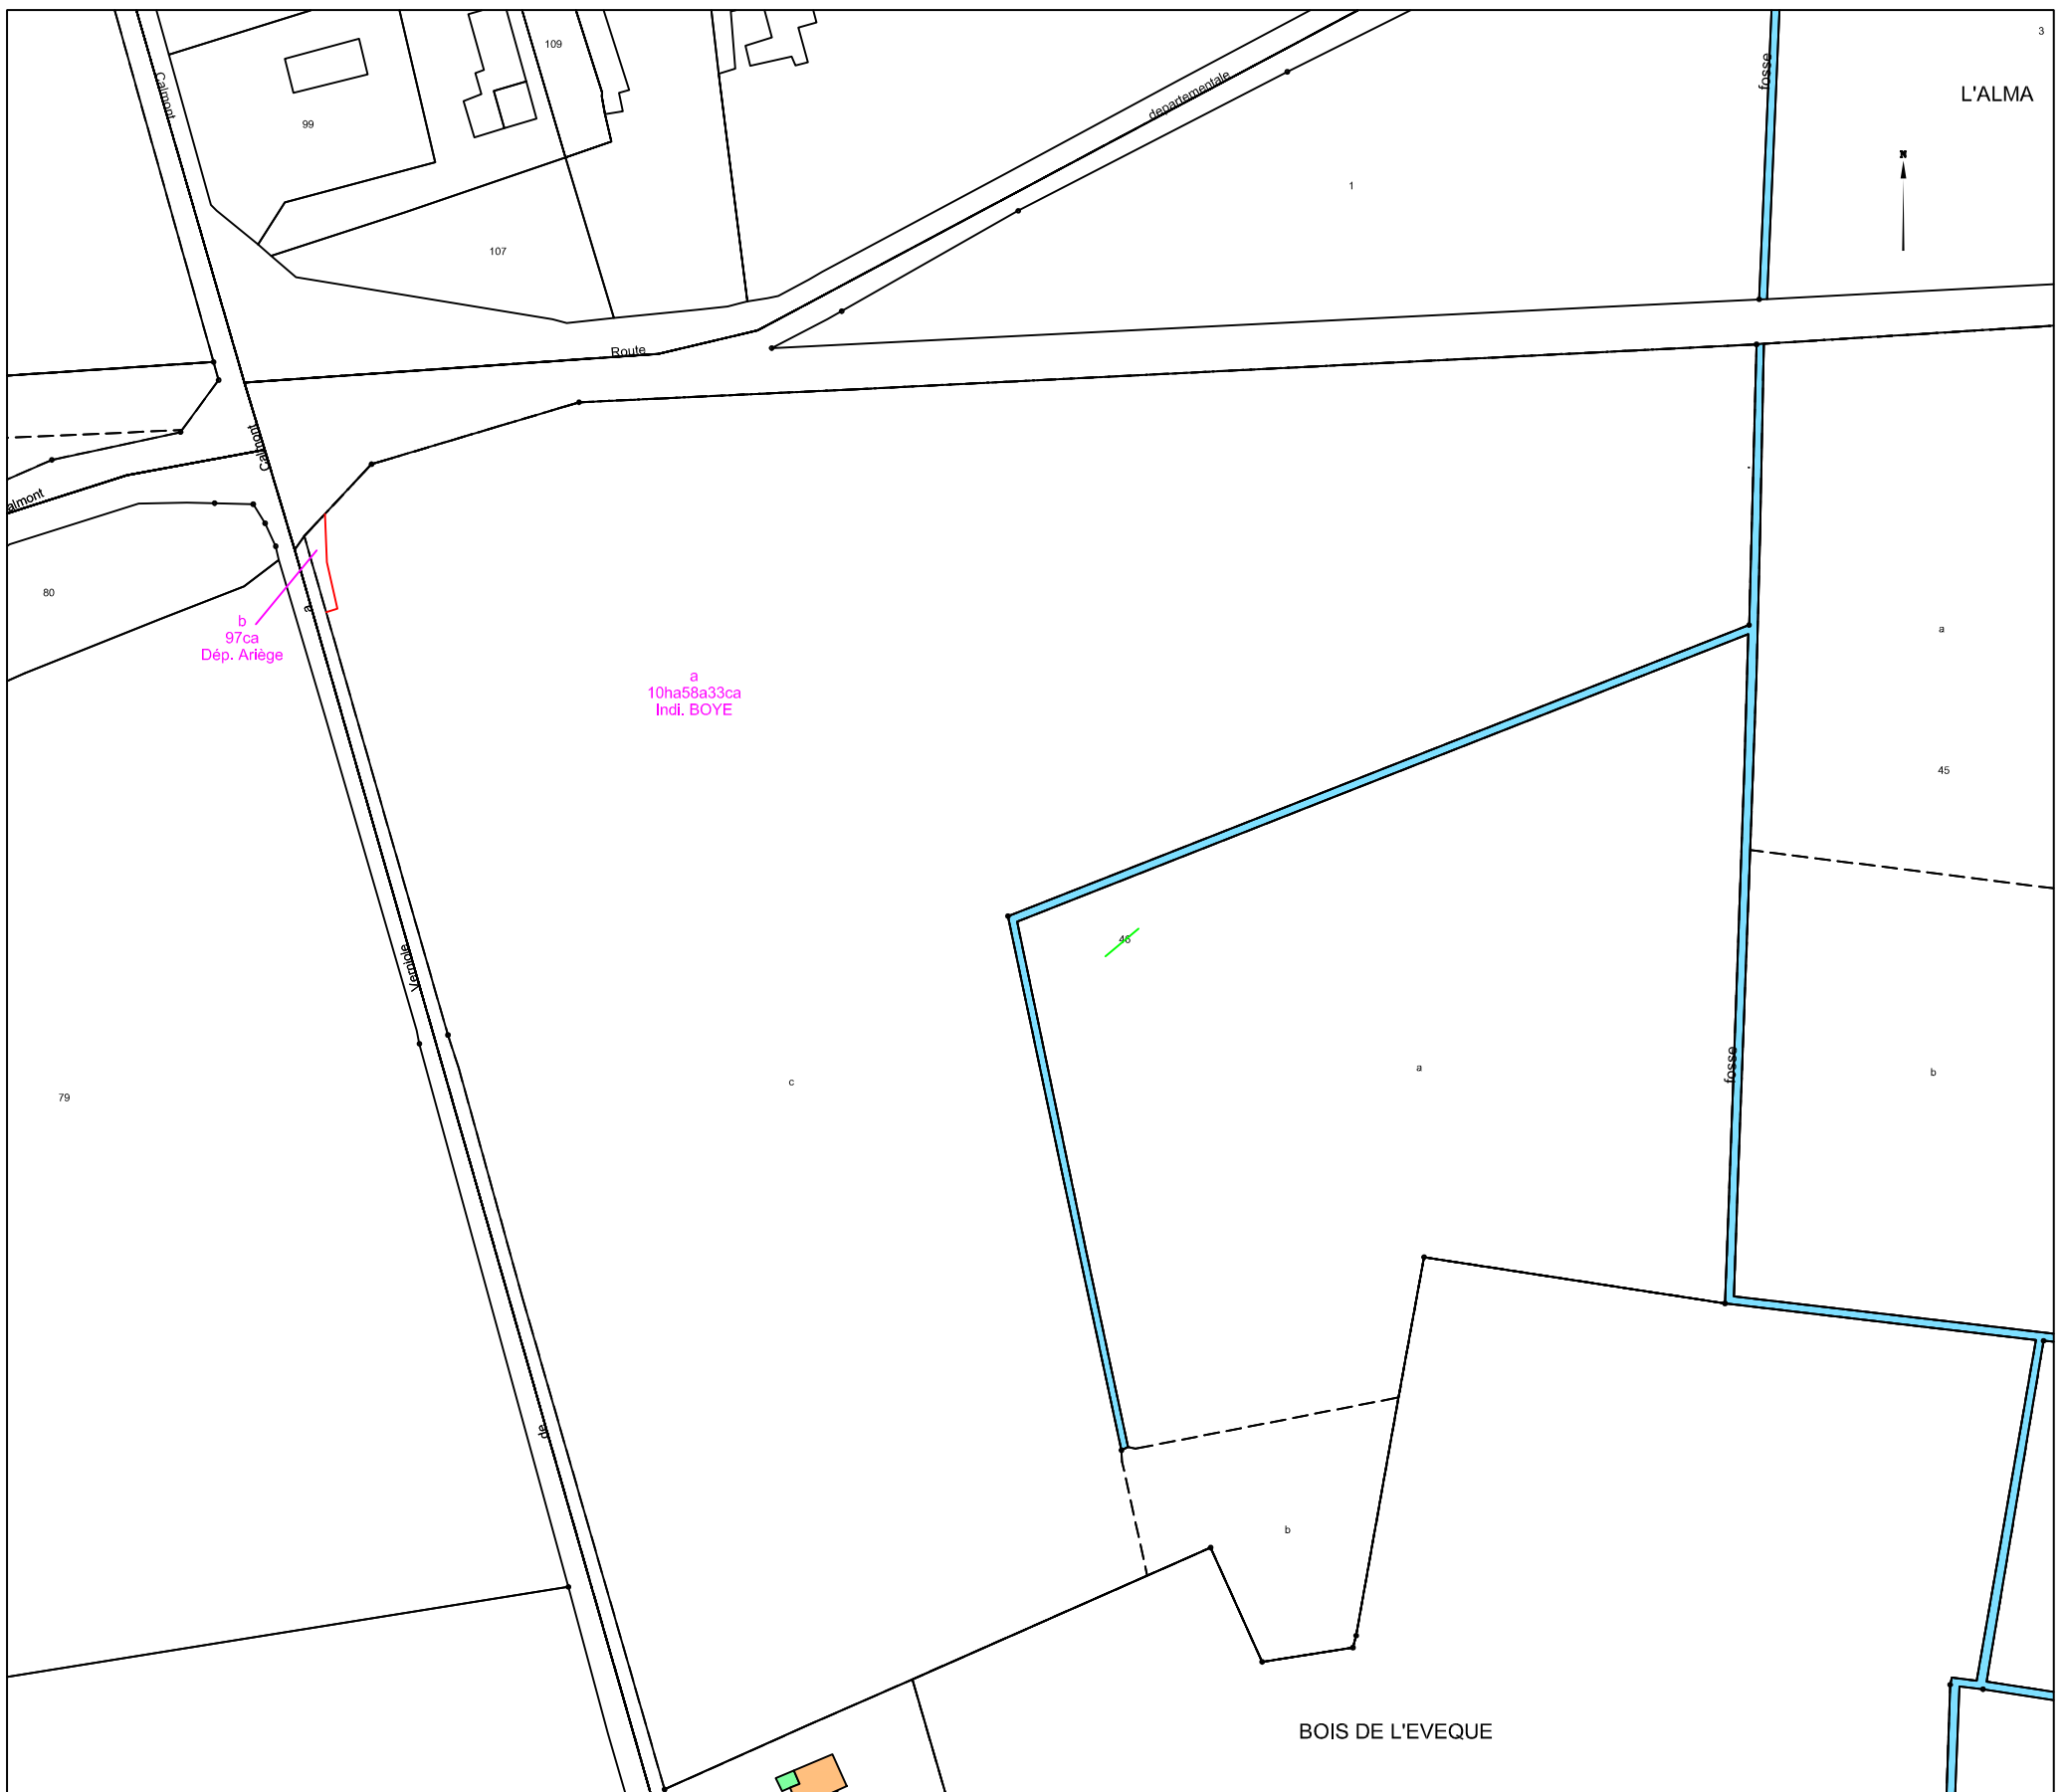 109
3
L'ALMA
fosse
Calmont
departementale
99
N
1
107
Route
Calmont
almont
80
a
b
97ca
Dép. Ariège
a
10ha58a33ca
Indi. BOYE
a
45
46
Verniole
fosse
a
b
c
79
de
b
BOIS DE L'EVEQUE